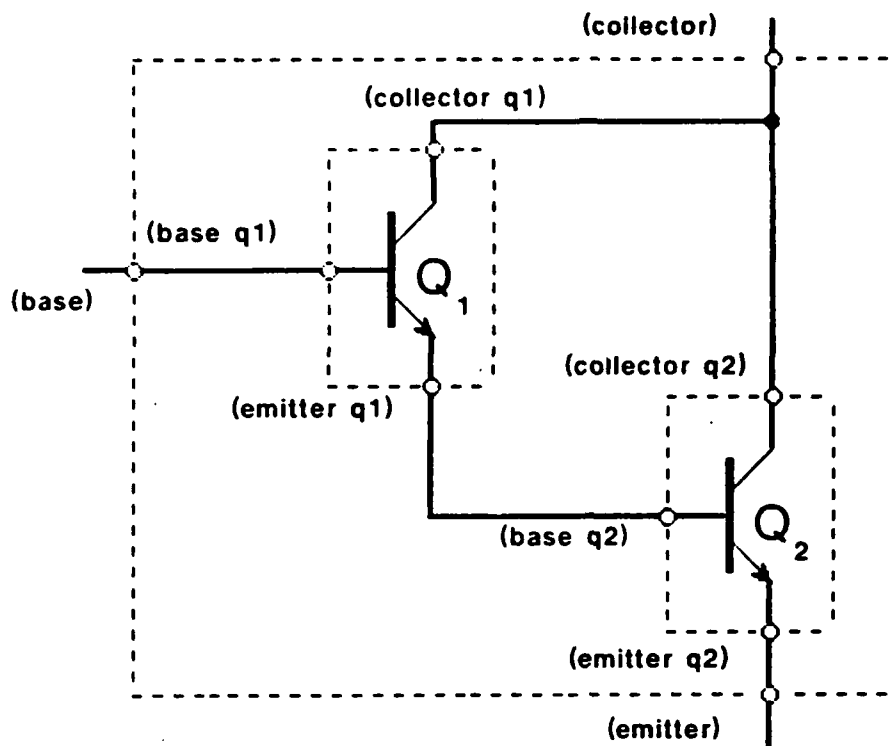 (collector)
(collector q1)
(base q1)
Q1
(base)
(collector q2)
(emitter q1)
Q2
(base q2)
(emitter q2)
(emitter)